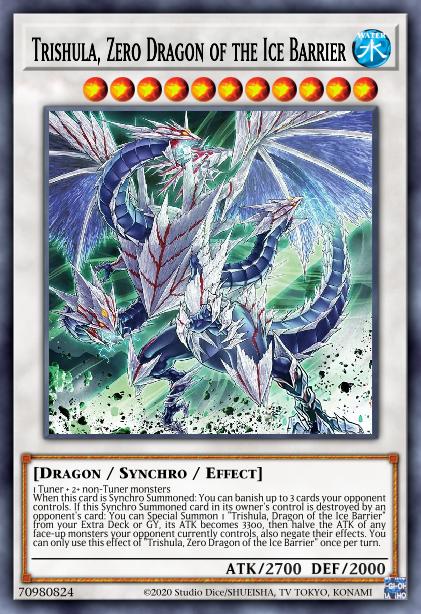 Trishula, Zero Dragon of the Ice Barrier
WATER
水
[Dragon / Synchro / Effect]
1 Tuner + 2+ non-Tuner monsters
When this card is Synchro Summoned: You can banish up to 3 cards your opponent
controls. If this Synchro Summoned card in its owner's control is destroyed by an
opponent's card: You can Special Summon 1 "Trishula, Dragon of the Ice Barrier"
from your Extra Deck or GY, its ATK becomes 3300, then halve the ATK of any
face-up monsters your opponent currently controls, also negate their effects. You
can only use this effect of "Trishula, Zero Dragon of the Ice Barrier" once per turn.
ATK/2700 DEF/2000
70980824 ©2020 Studio Dice/SHUEISHA, TV TOKYO, KONAMI